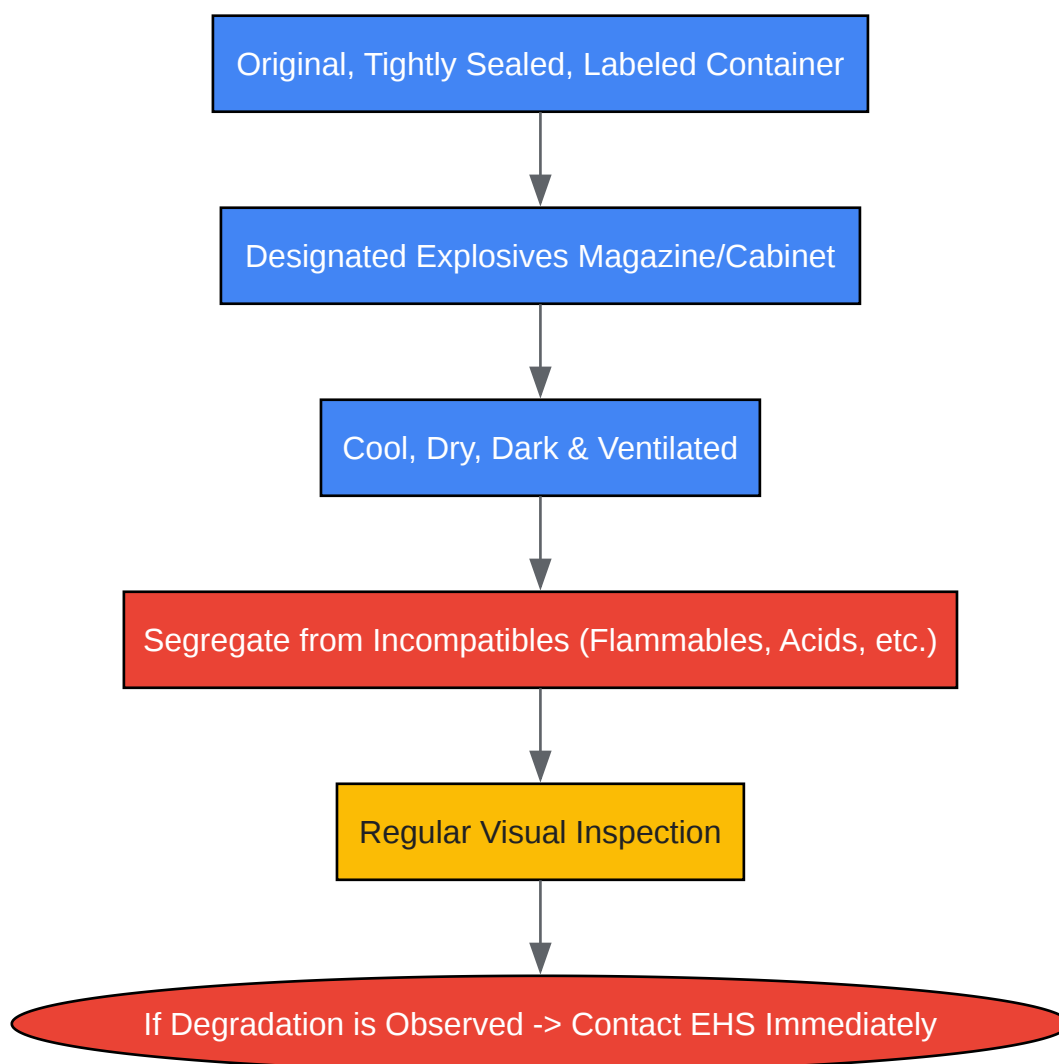 Original, Tightly Sealed, Labeled Container
Designated Explosives Magazine/Cabinet
Cool, Dry, Dark & Ventilated
Segregate from Incompatibles (Flammables, Acids, etc.)
Regular Visual Inspection
If Degradation is Observed -> Contact EHS Immediately